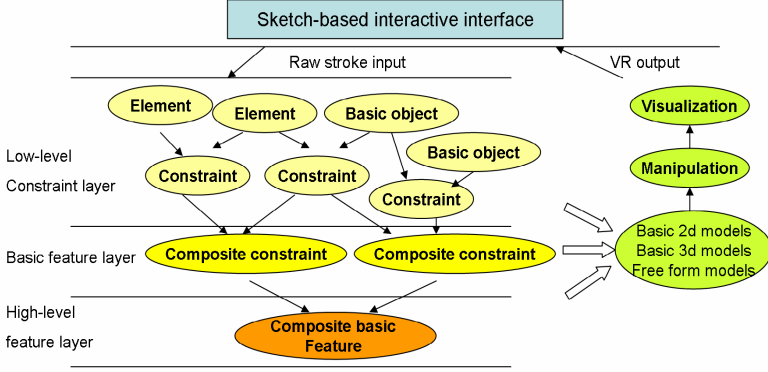 Sketch-based interactive interface
Raw stroke input
VR output
Element
Element
Basic object
Visualization
Low-level
Constraint layer
Basic object
Constraint
Constraint
Constraint
Manipulation
Basic feature layer
Composite constraint
Composite constraint
Basic 2d models
Basic 3d models
Free form models
High-level
feature layer
Composite basic
Feature